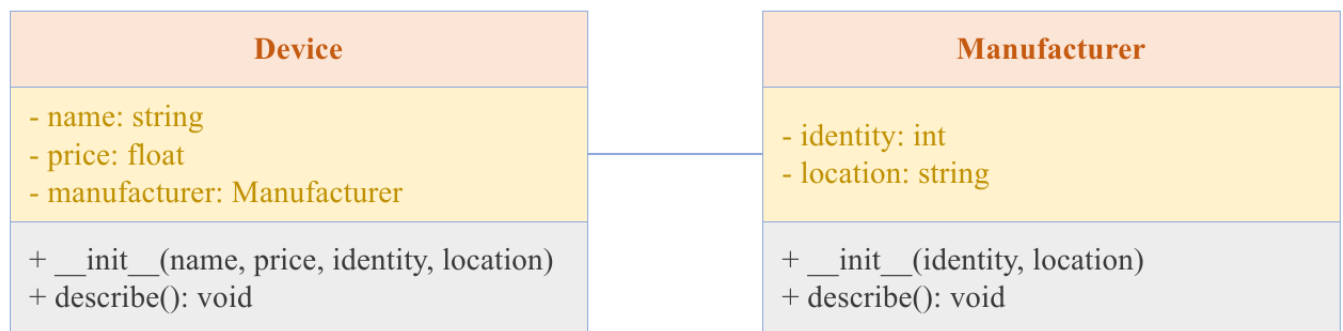 Device
- name: string
- price: float
- manufacturer: Manufacturer
+ __init__(name, price, identity, location)
+ describe(): void
Manufacturer
- identity: int
- location: string
+ __init__(identity, location)
+ describe(): void